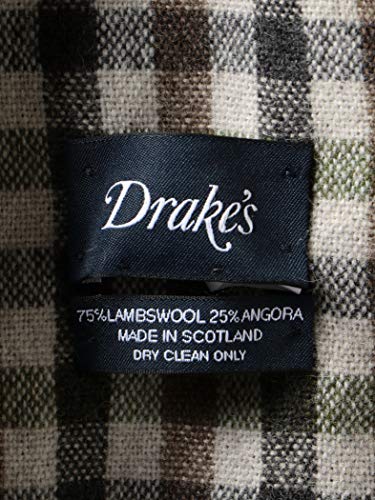 Drake's
75% LAMBSWOOL 25% ANGORA
MADE IN SCOTLAND
DRY CLEAN ONLY